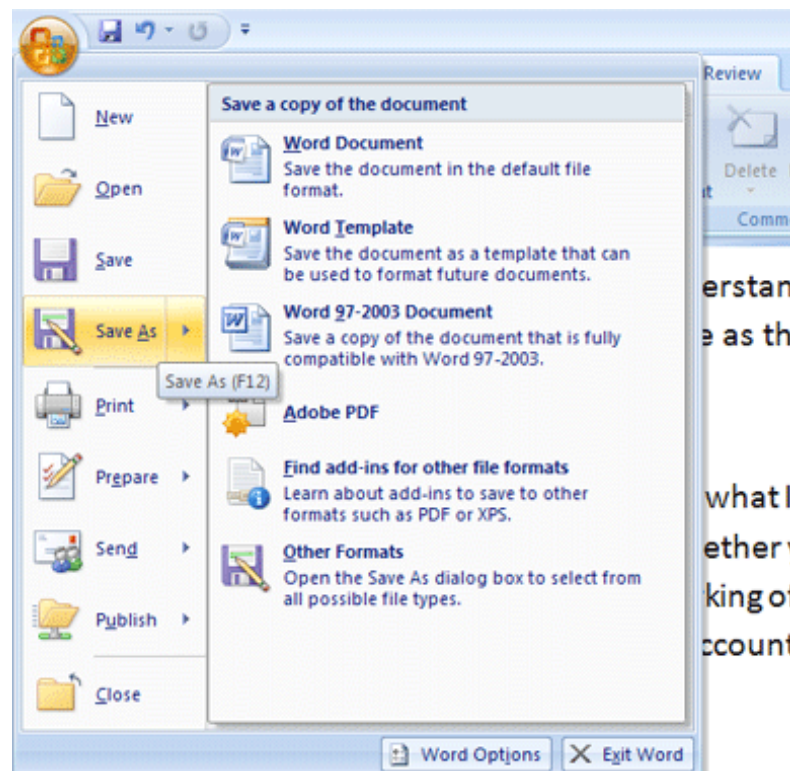 Review
New
Open
Save
Save As
Save As (F12)
Print
Prepare
Send
Publish
Close
Save a copy of the document
Word Document
Save the document in the default file
format.
Word Template
Save the document as a template that can
be used to format future documents.
Word 97-2003 Document
Save a copy of the document that is fully
compatible with Word 97-2003.
Adobe PDF
Find add-ins for other file formats
Learn about add-ins to save to other
formats such as PDF or XPS.
Other Formats
Open the Save As dialog box to select from
all possible file types.
Word Options
Exit Word
Delete
Comm
erstan
e as th
what
ether
king of
ccount